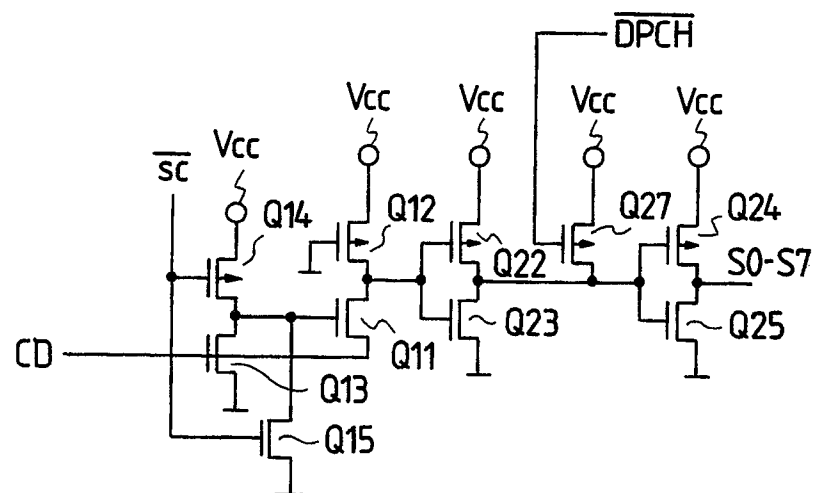 DPCH
Vcc
Vcc
Vcc
Vcc
Vcc
sc
Q14
Q12
Q22
Q27
Q24
S0-S7
CD
Q13
Q11
Q23
Q25
Q15